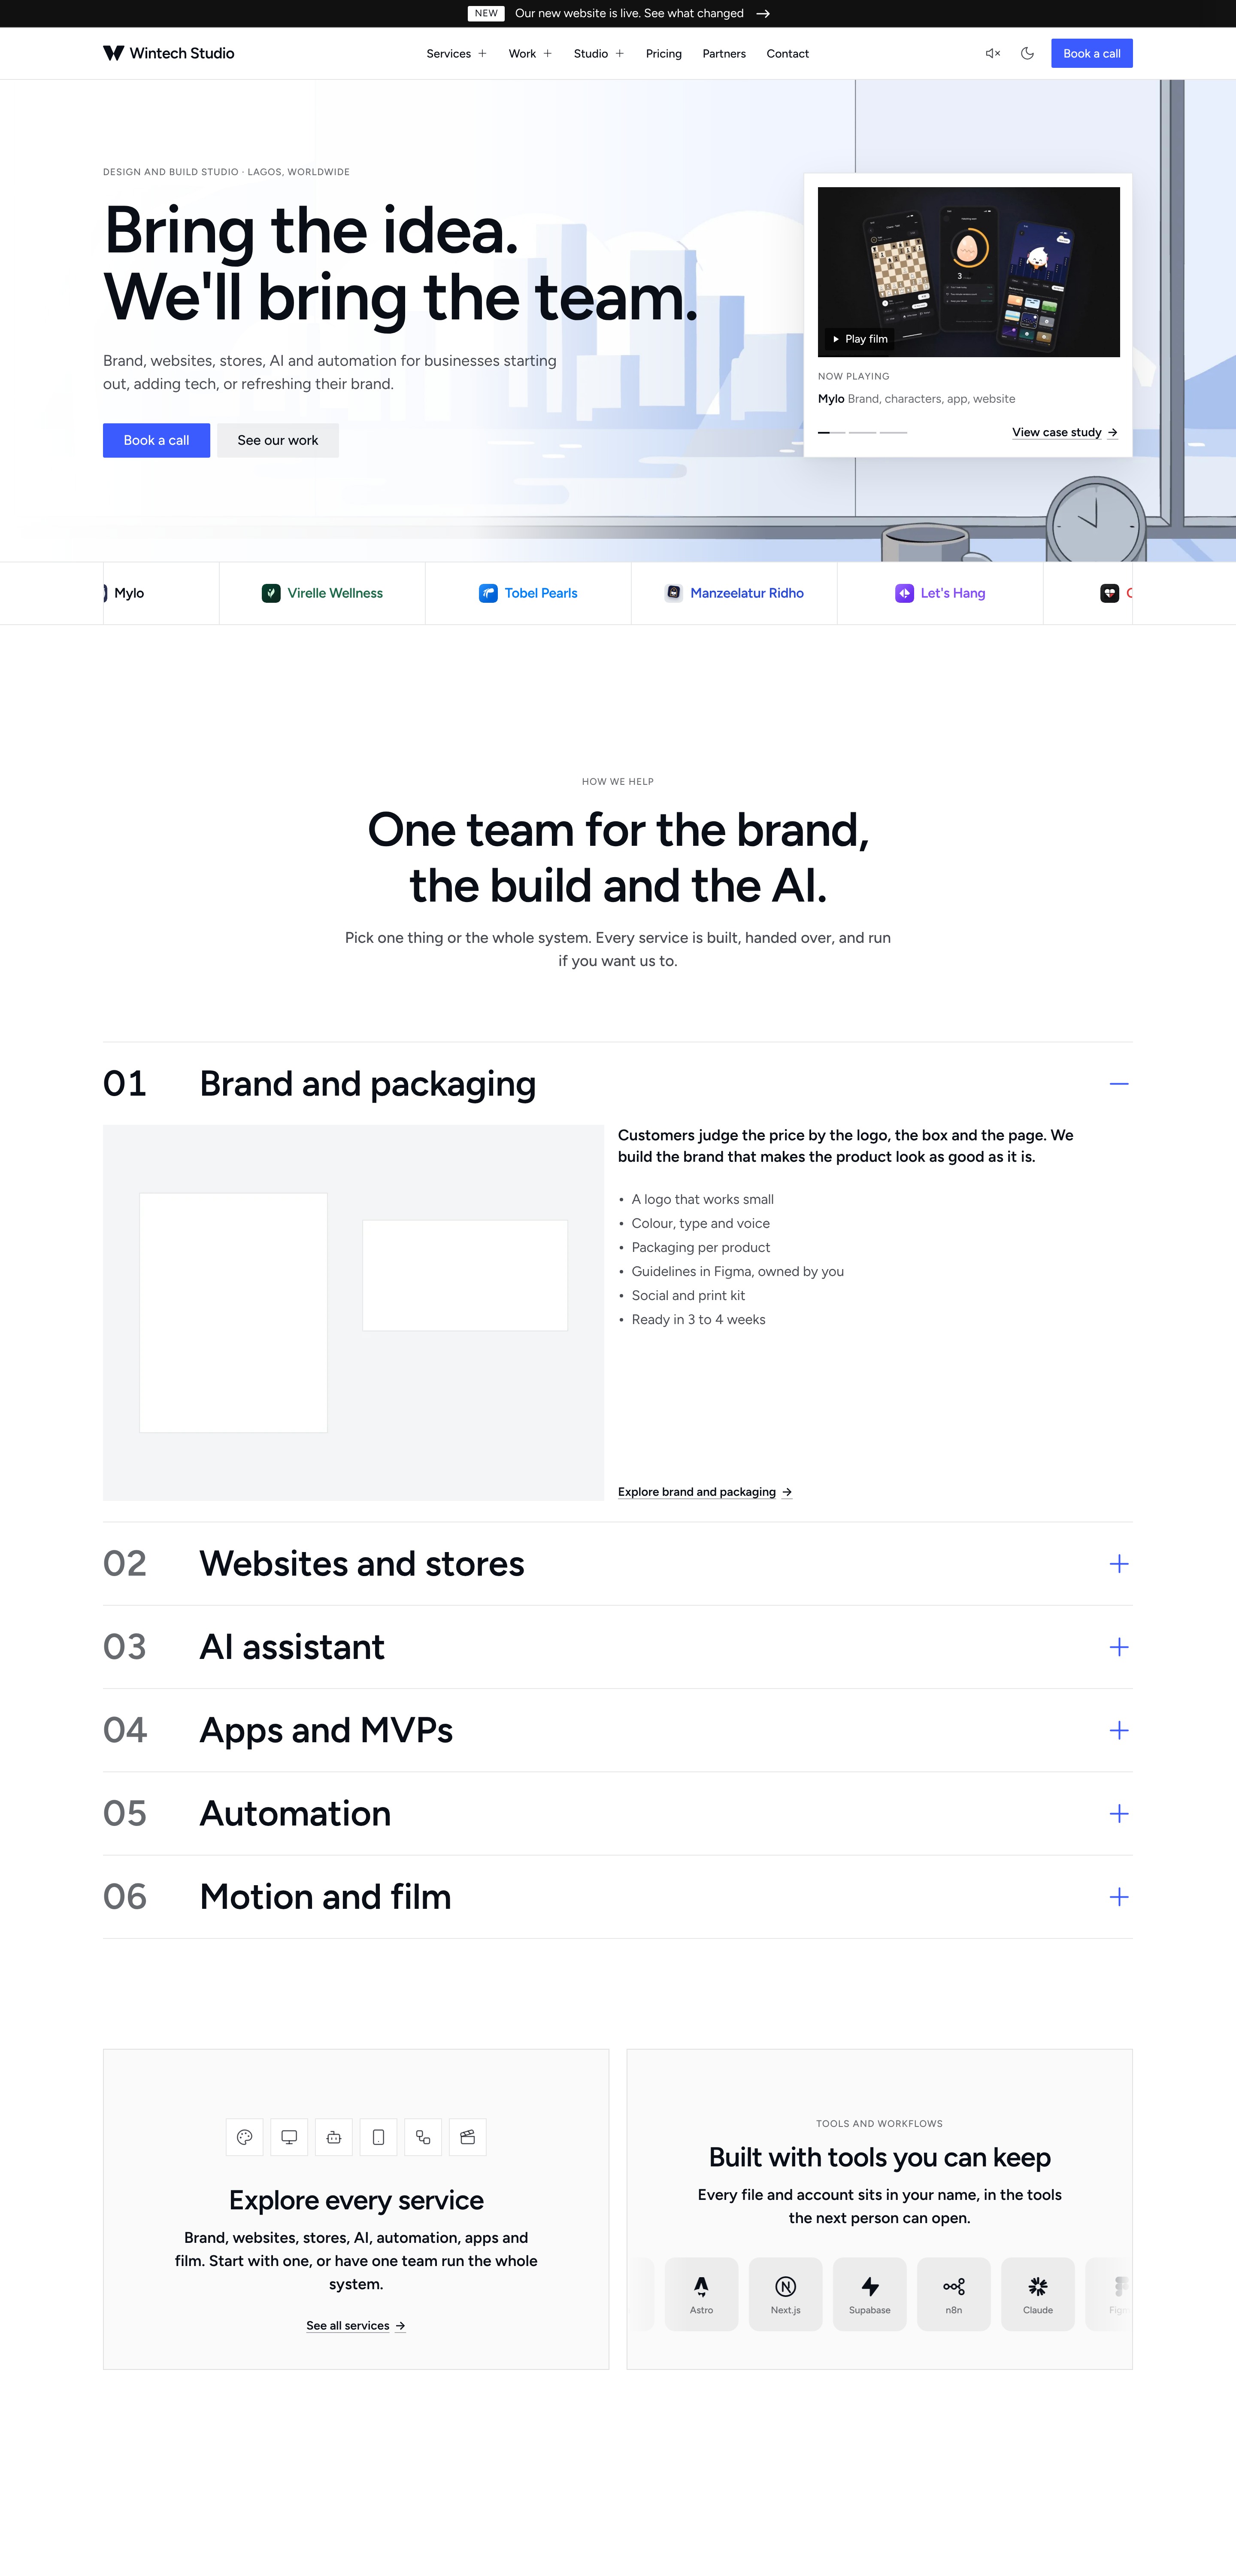 NEW Our new website is live. See what changed →
Wintech Studio
Services + Work + Studio + Pricing Partners Contact
Book a call
DESIGN AND BUILD STUDIO · LAGOS, WORLDWIDE
Bring the idea.
We'll bring the team.
Brand, websites, stores, AI and automation for businesses starting
out, adding tech, or refreshing their brand.
Book a call
See our work
Play film
NOW PLAYING
Mylo Brand, characters, app, website
View case study →
Mylo
Virelle Wellness
Tobel Pearls
Manzeelatur Ridho
Let's Hang
HOW WE HELP
One team for the brand,
the build and the AI.
Pick one thing or the whole system. Every service is built, handed over, and run
if you want us to.
01 Brand and packaging
Customers judge the price by the logo, the box and the page. We
build the brand that makes the product look as good as it is.
• A logo that works small
• Colour, type and voice
• Packaging per product
• Guidelines in Figma, owned by you
• Social and print kit
• Ready in 3 to 4 weeks
Explore brand and packaging →
02 Websites and stores
03 AI assistant
04 Apps and MVPs
05 Automation
06 Motion and film
Explore every service
Brand, websites, stores, AI, automation, apps and
film. Start with one, or have one team run the whole
system.
See all services →
TOOLS AND WORKFLOWS
Built with tools you can keep
Every file and account sits in your name, in the tools
the next person can open.
Astro
Next.js
Supabase
n8n
Claude